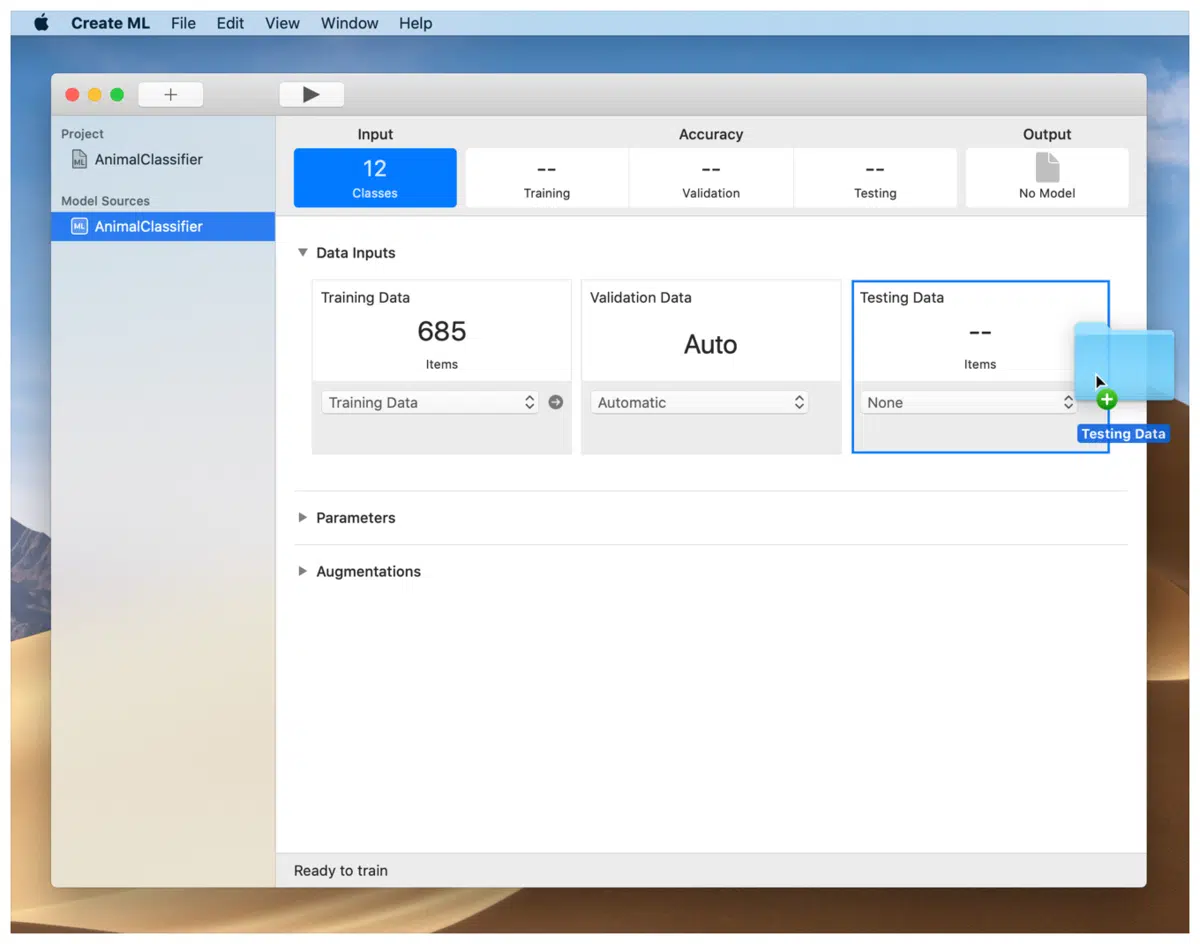 Create ML File Edit View Window Help
Project
AnimalClassifier
Model Sources
ML AnimalClassifier
Input Accuracy Output
12 -- -- -- No Model
Classes Training Validation Testing
Data Inputs
Training Data
685
Items
Training Data
Validation Data
Auto
Automatic
Testing Data
--
Items
None
Testing Data
Parameters
Augmentations
Ready to train